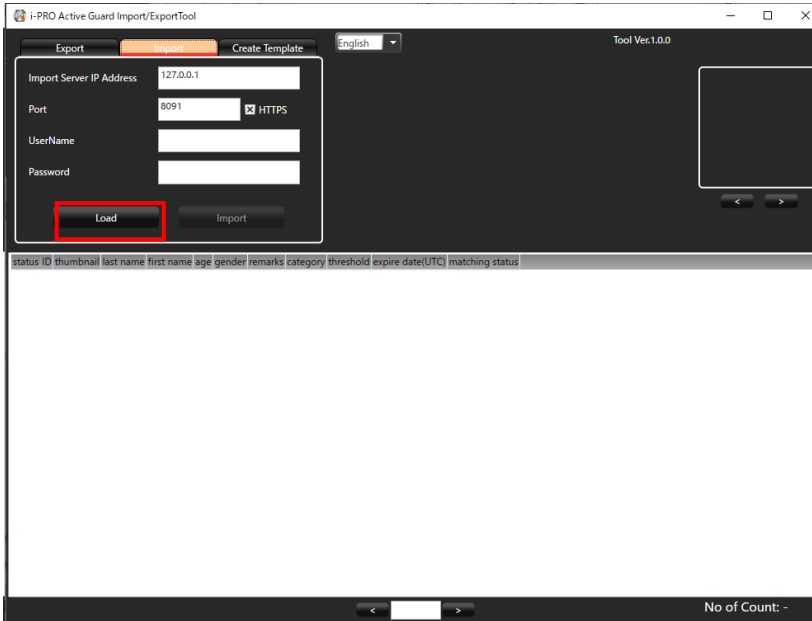 i-PRO Active Guard Import/ExportTool
Export Import Create Template English Tool Ver.1.0.0
Import Server IP Address 127.0.0.1
Port 8091 HTTPS
UserName
Password
< >
Load Import
status ID thumbnail last name first name age gender remarks category threshold expire date(UTC) matching status
< > No of Count: -